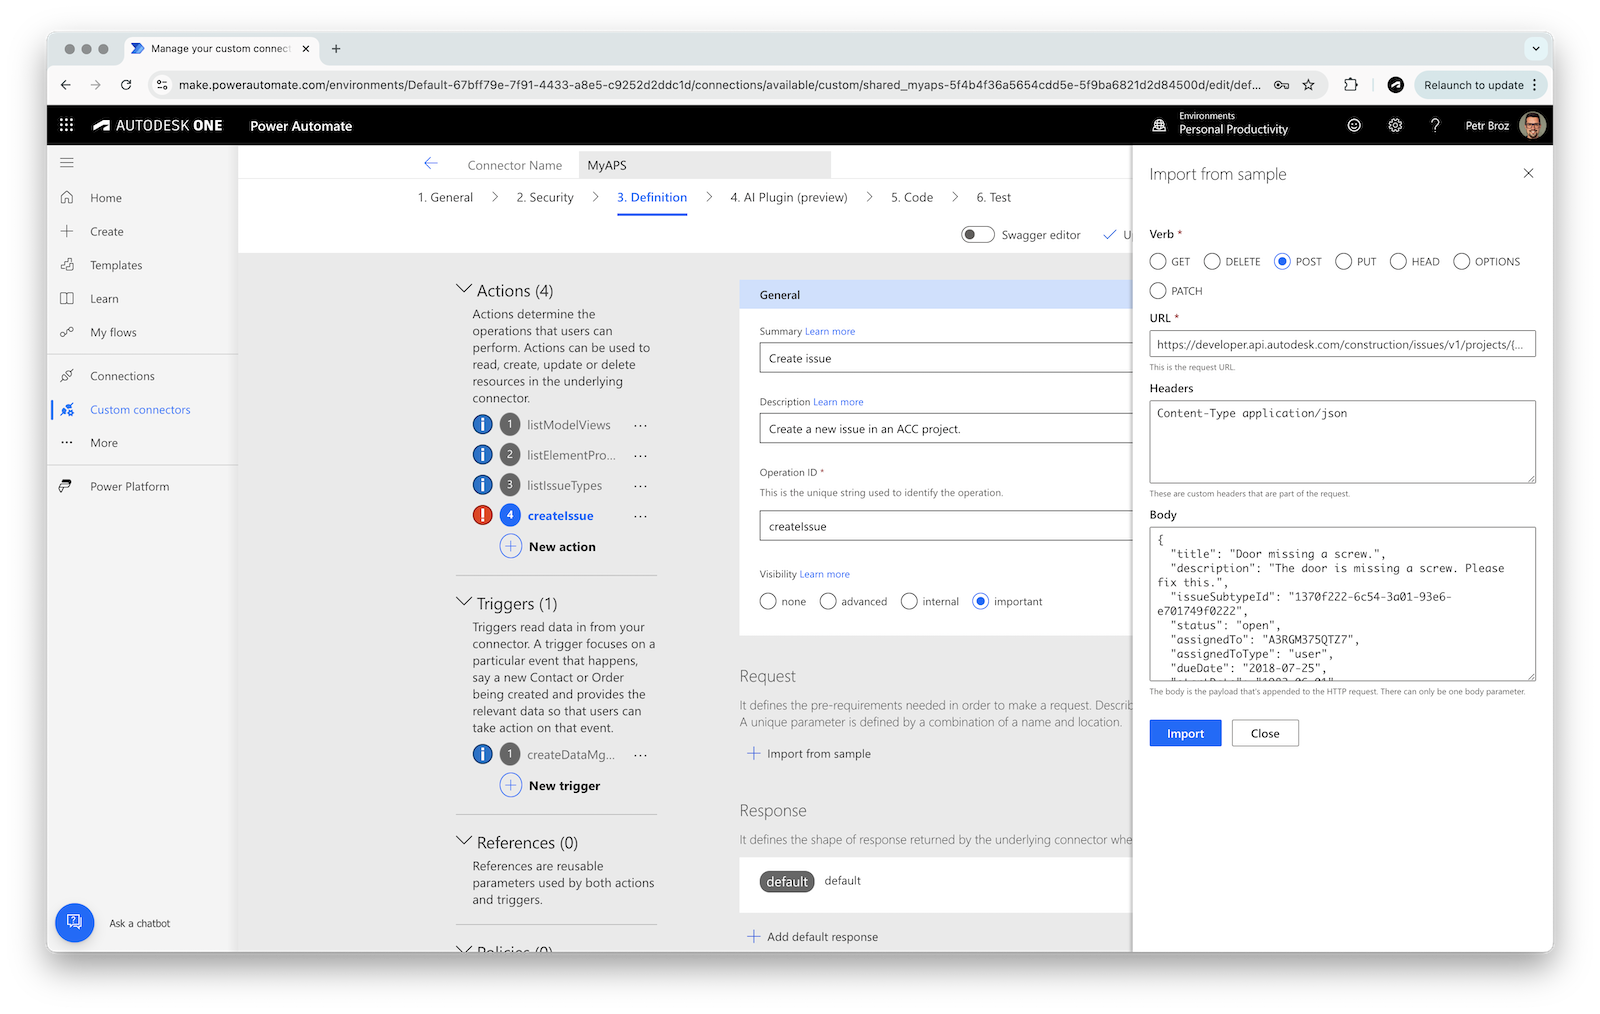 Manage your custom connect
make.powerautomate.com/environments/Default-67bff79e-7f91-4433-a8e5-c9252d2ddc1d/connections/available/custom/shared_myaps-5f4b4f36a5654cdd5e-5f9ba6821d2d84500d/edit/def...
Relaunch to update
AUTODESK ONE
Power Automate
Environments
Personal Productivity
Petr Broz
Home
Create
Templates
Learn
My flows
Connections
Custom connectors
More
Power Platform
Ask a chatbot
Connector Name
MyAPS
1. General
2. Security
3. Definition
4. AI Plugin (preview)
5. Code
6. Test
Swagger editor
Actions (4)
Actions determine the
operations that users can
perform. Actions can be used to
read, create, update or delete
resources in the underlying
connector.
1 listModelViews ...
2 listElementPro... ...
3 listIssueTypes ...
4 createIssue ...
New action
Triggers (1)
Triggers read data in from your
connector. A trigger focuses on a
particular event that happens,
say a new Contact or Order
being created and provides the
relevant data so that users can
take action on that event.
1 createDataMg... ...
New trigger
References (0)
References are reusable
parameters used by both actions
and triggers.
Policies (0)
General
Summary Learn more
Create issue
Description Learn more
Create a new issue in an ACC project.
Operation ID *
This is the unique string used to identify the operation.
createIssue
Visibility Learn more
none
advanced
internal
important
Request
It defines the pre-requirements needed in order to make a request. Describ
A unique parameter is defined by a combination of a name and location.
Import from sample
Response
It defines the shape of response returned by the underlying connector whe
default
default
Add default response
Import from sample
Verb *
GET
DELETE
POST
PUT
HEAD
OPTIONS
PATCH
URL *
https://developer.api.autodesk.com/construction/issues/v1/projects/{...
This is the request URL.
Headers
Content-Type application/json
These are custom headers that are part of the request.
Body
{
"title": "Door missing a screw.",
"description": "The door is missing a screw. Please
fix this.",
"issueSubtypeId": "1370f222-6c54-3a01-93e6-
e701749f0222",
"status": "open",
"assignedTo": "A3RGM375QTZ7",
"assignedToType": "user",
"dueDate": "2018-07-25",
The body is the payload that's appended to the HTTP request. There can only be one body parameter.
Import
Close